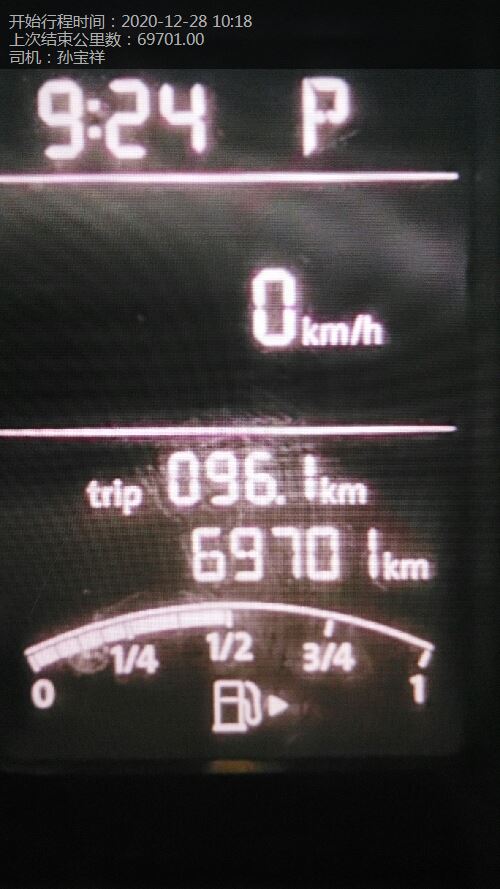 开始行程时间：2020-12-28 10:18
上次结束公里数：69701.00
司机：孙宝祥
9:24 P
0km/h
trip 096.1km
69701km
0 1/4 1/2 3/4 1